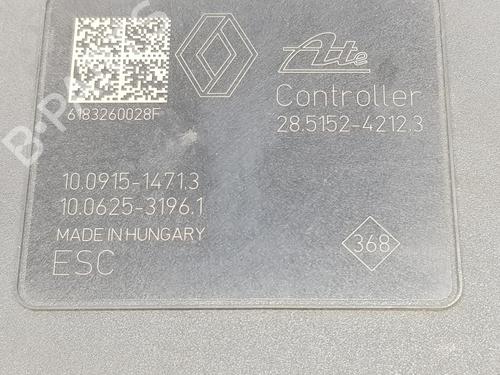 Ate
Controller
6183260028F
28.5152-4212.3
10.0915-1471.3
10.0625-3196.1
MADE IN HUNGARY
368
ESC